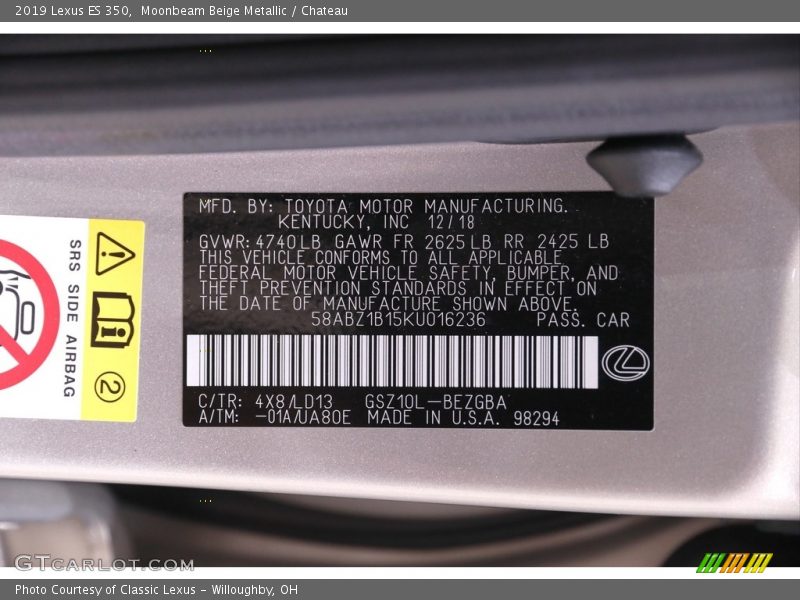 2019 Lexus ES 350,  Moonbeam Beige Metallic / Chateau
MFD. BY: TOYOTA MOTOR MANUFACTURING.
KENTUCKY, INC 12/18
GVWR: 4740LB GAWR FR 2625 LB RR 2425 LB
THIS VEHICLE CONFORMS TO ALL APPLICABLE
FEDERAL MOTOR VEHICLE SAFETY, BUMPER, AND
THEFT PREVENTION STANDARDS IN EFFECT ON
THE DATE OF MANUFACTURE SHOWN ABOVE.
58ABZ1B15KU016236 PASS. CAR
C/TR: 4X8/LD13 GSZ10L-BEZGBA
A/TM: -01A/UA80E MADE IN U.S.A. 98294
SRS SIDE AIRBAG
2
GTCARLOT.COM
Photo Courtesy of Classic Lexus - Willoughby, OH